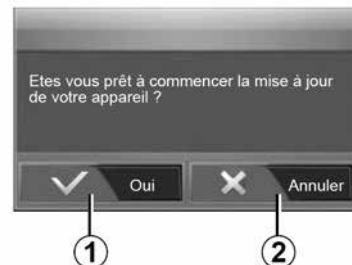 Etes vous prêt à commencer la mise à jour
de votre appareil ?
Oui
Annuler
1
2